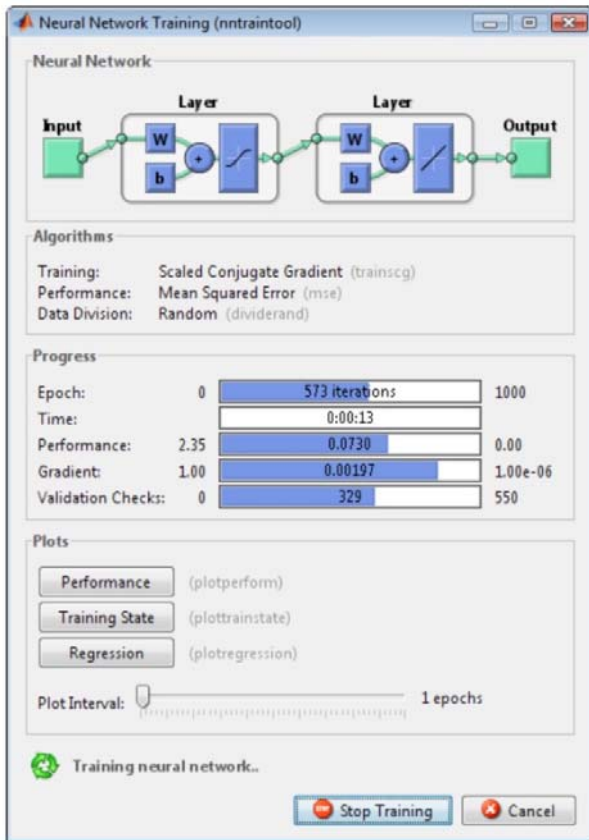 Neural Network Training (nntraintool)
Neural Network
Layer Layer
Input Output
W W
+ +
b b
Algorithms
Training: Scaled Conjugate Gradient (trainscg)
Performance: Mean Squared Error (mse)
Data Division: Random (dividerand)
Progress
Epoch: 0 573 iterations 1000
Time: 0:00:13
Performance: 2.35 0.0730 0.00
Gradient: 1.00 0.00197 1.00e-06
Validation Checks: 0 329 550
Plots
Performance (plotperform)
Training State (plottrainstate)
Regression (plotregression)
Plot Interval: 1 epochs
Training neural network..
Stop Training Cancel